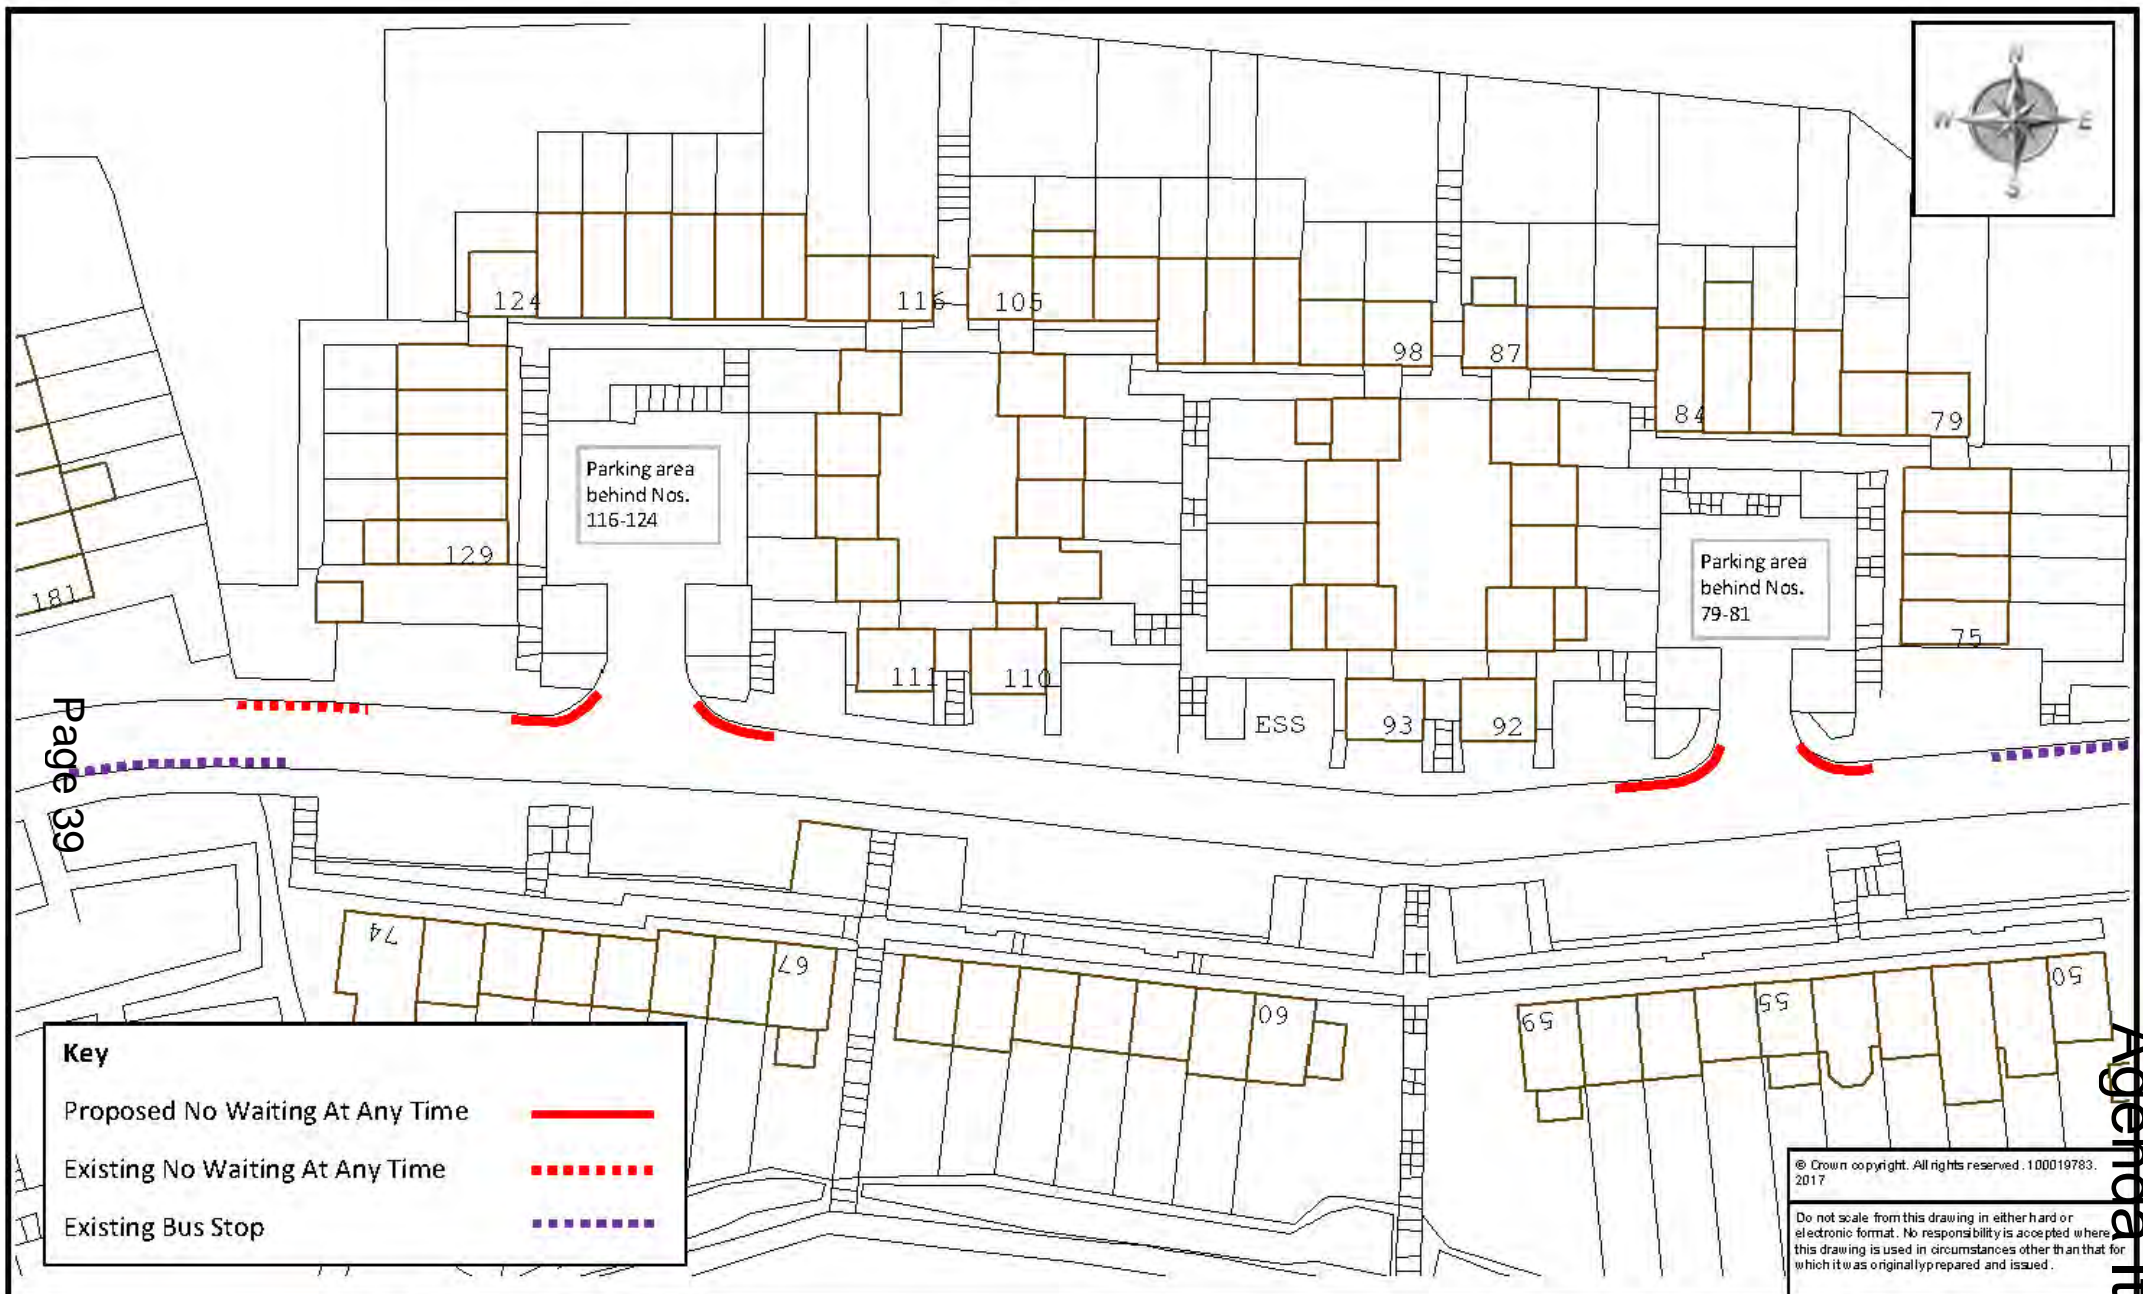 N
W E
S
124
116
105
98
87
84
79
Parking area
behind Nos.
116-124
129
181
Parking area
behind Nos.
79-81
75
111
110
ESS
93
92
Page 39
74
67
60
59
55
50
Key
Proposed No Waiting At Any Time
Existing No Waiting At Any Time
Existing Bus Stop
© Crown copyright. All rights reserved. 100019783.
2017
Do not scale from this drawing in either hard or
electronic format. No responsibility is accepted where
this drawing is used in circumstances other than that for
which it was originally prepared and issued.
Agenda It